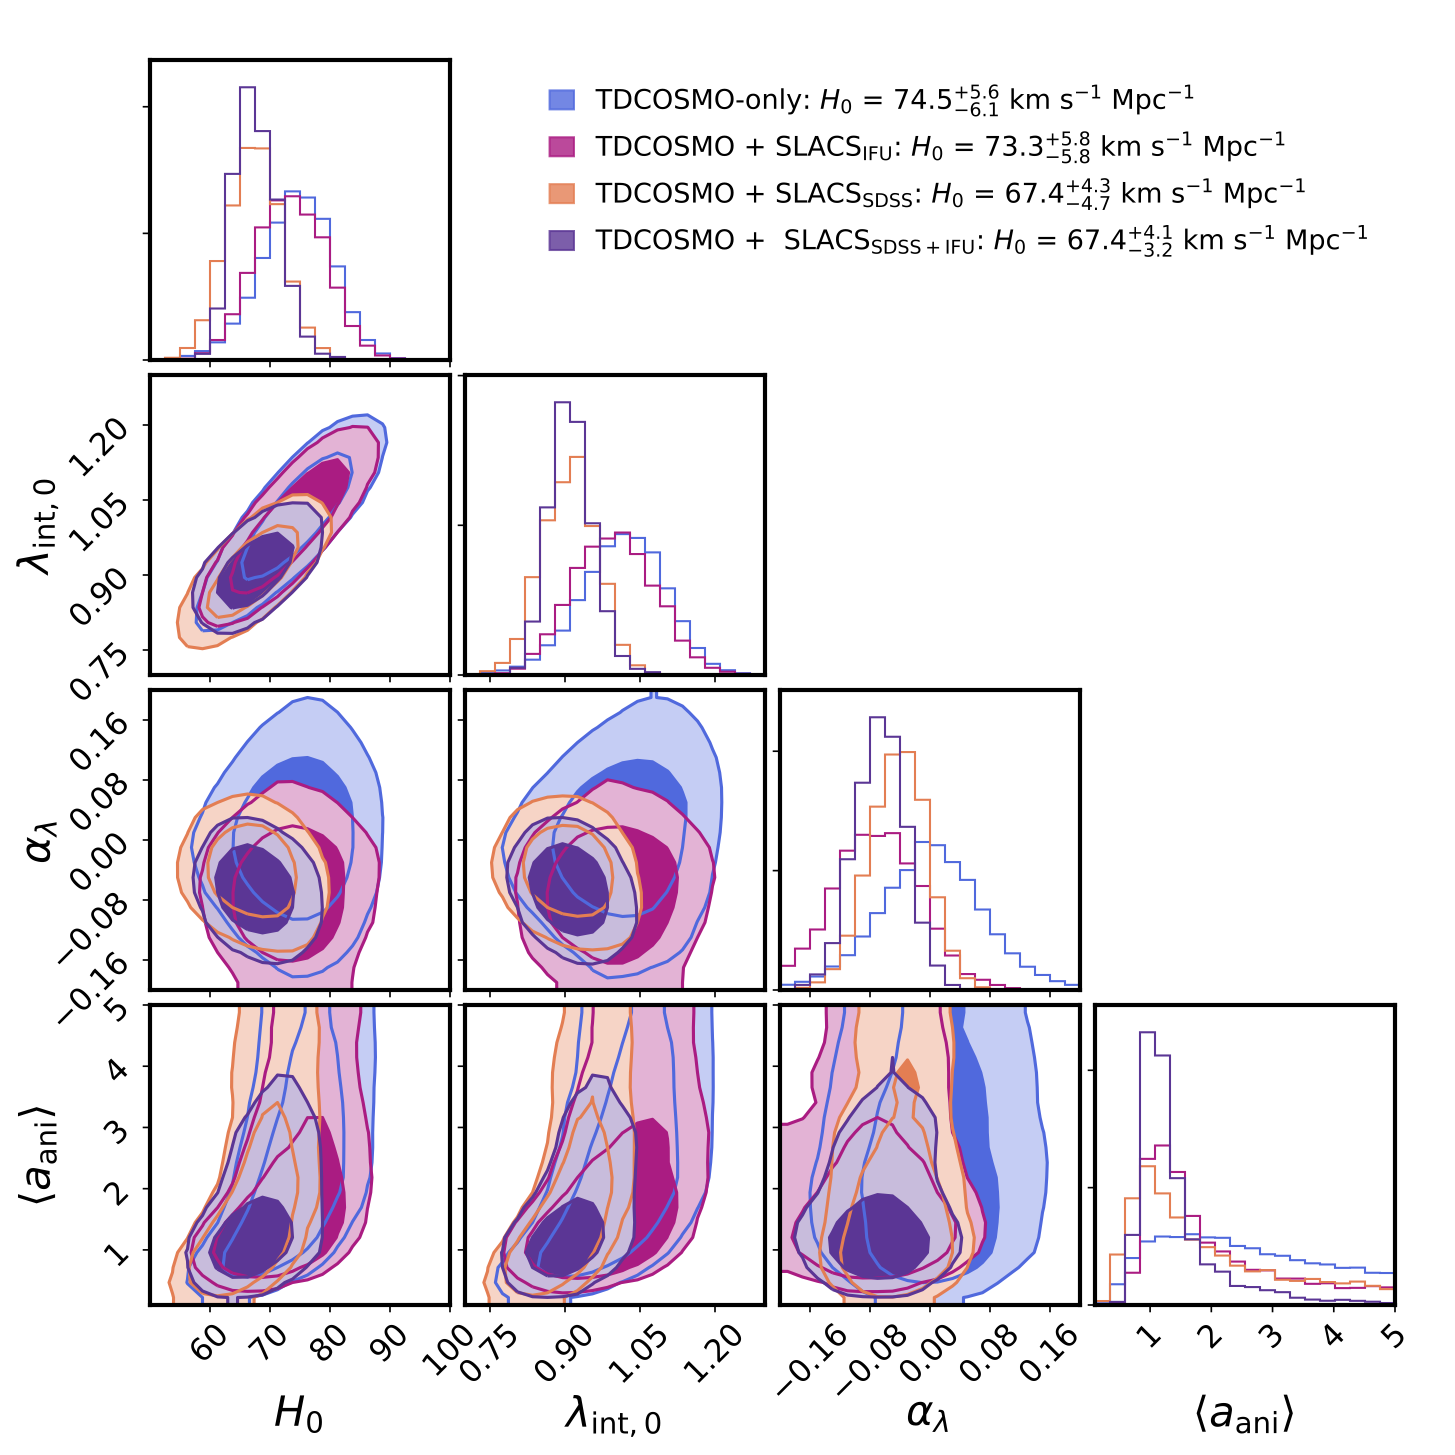 TDCOSMO-only: H₀ = 74.5⁺⁵·⁶₋₆.₁ km s⁻¹ Mpc⁻¹
TDCOSMO + SLACS_IFU: H₀ = 73.3⁺⁵·⁸₋₅.₈ km s⁻¹ Mpc⁻¹
TDCOSMO + SLACS_SDSS: H₀ = 67.4⁺⁴·³₋₄.₇ km s⁻¹ Mpc⁻¹
TDCOSMO + SLACS_SDSS + IFU: H₀ = 67.4⁺⁴·¹₋₃.₂ km s⁻¹ Mpc⁻¹
λ_int, 0
1.20
1.05
0.90
0.75
α_λ
0.16
0.08
0.00
−0.08
−0.16
⟨a_ani⟩
5
4
3
2
1
60 70 80 90 100
0.75 0.90 1.05 1.20
−0.16 −0.08 0.00 0.08 0.16
1 2 3 4 5
H₀
λ_int, 0
α_λ
⟨a_ani⟩